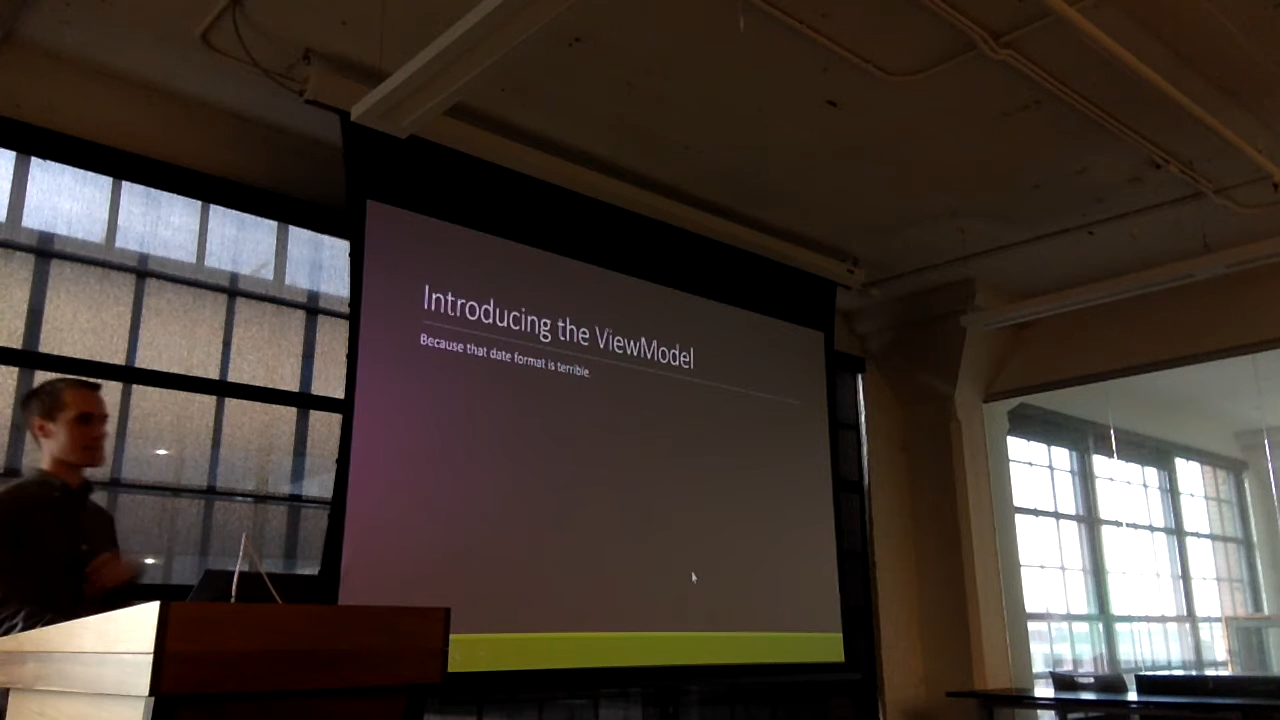 Introducing the ViewModel
Because that date format is terrible.